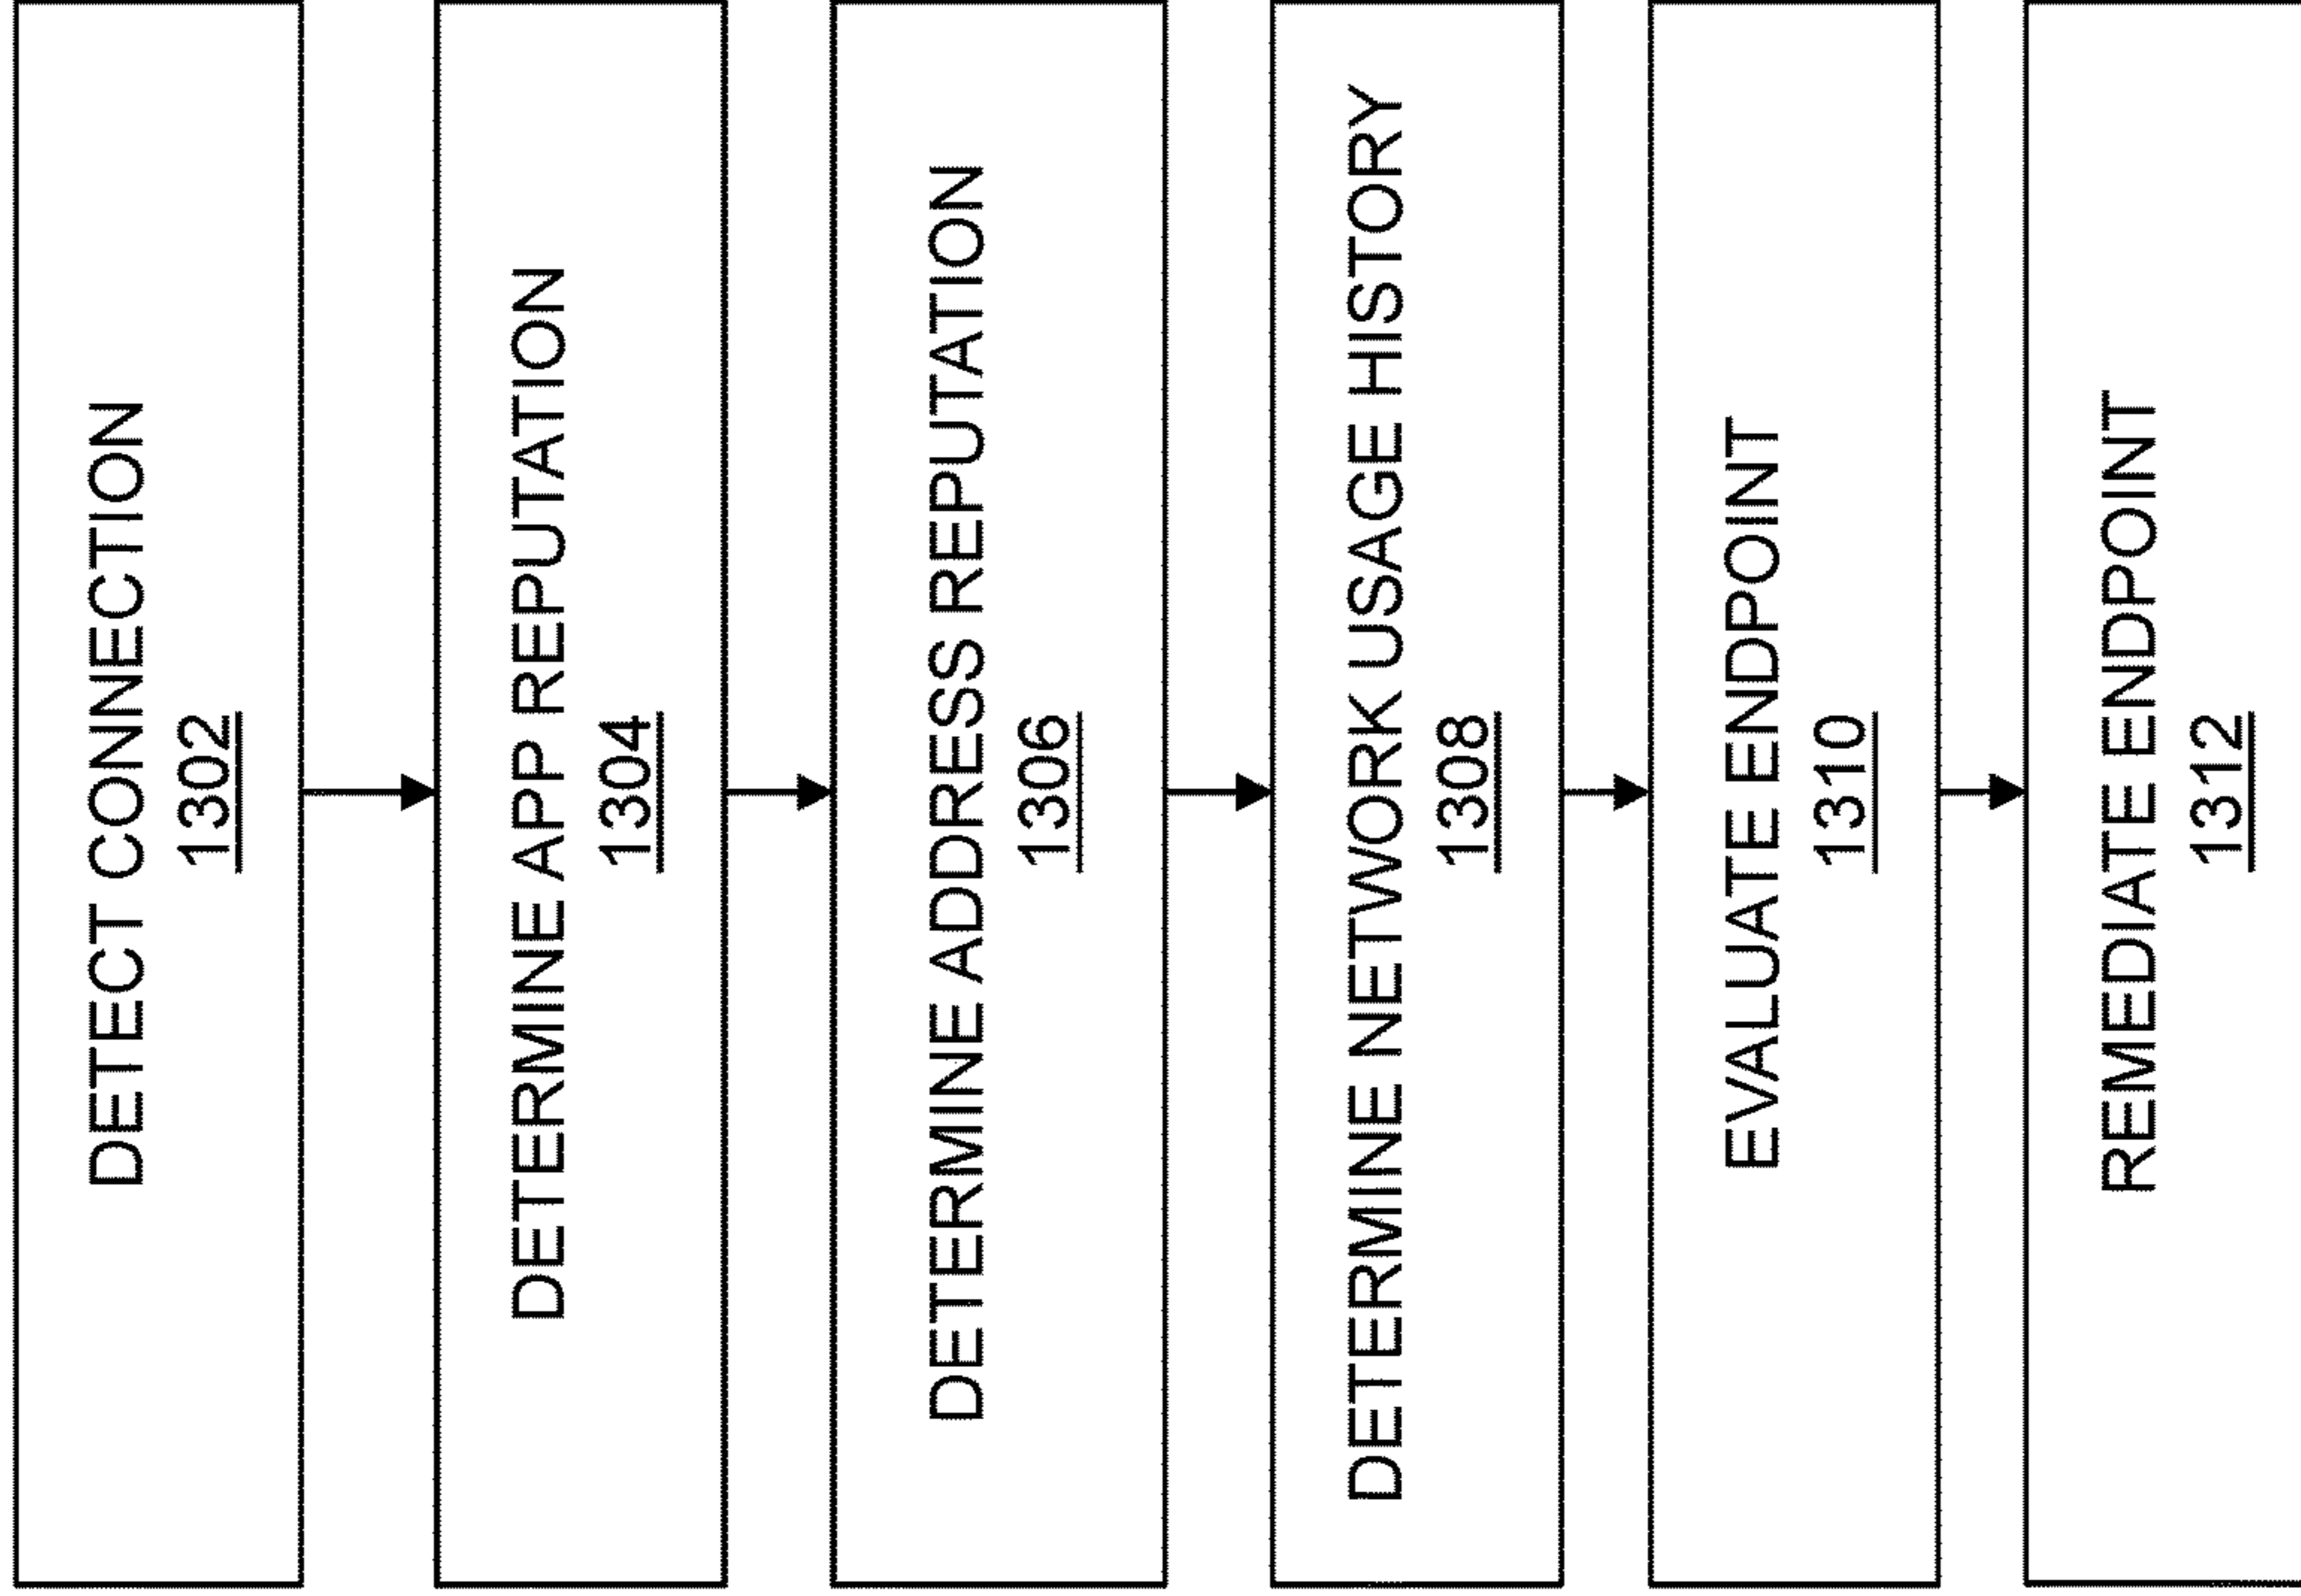 DETECT CONNECTION
1302
DETERMINE APP REPUTATION
1304
DETERMINE ADDRESS REPUTATION
1306
DETERMINE NETWORK USAGE HISTORY
1308
EVALUATE ENDPOINT
1310
REMEDIATE ENDPOINT
1312